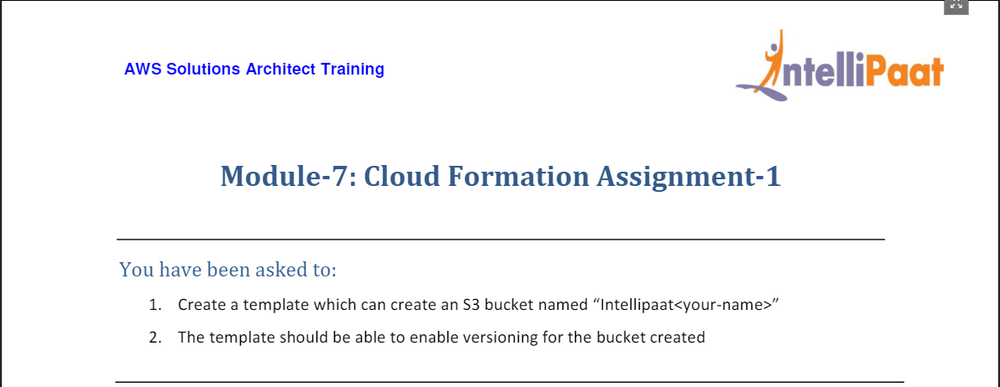 AWS Solutions Architect Training
IntelliPaat
Module-7: Cloud Formation Assignment-1
You have been asked to:
1. Create a template which can create an S3 bucket named “Intellipaat<your-name>”
2. The template should be able to enable versioning for the bucket created